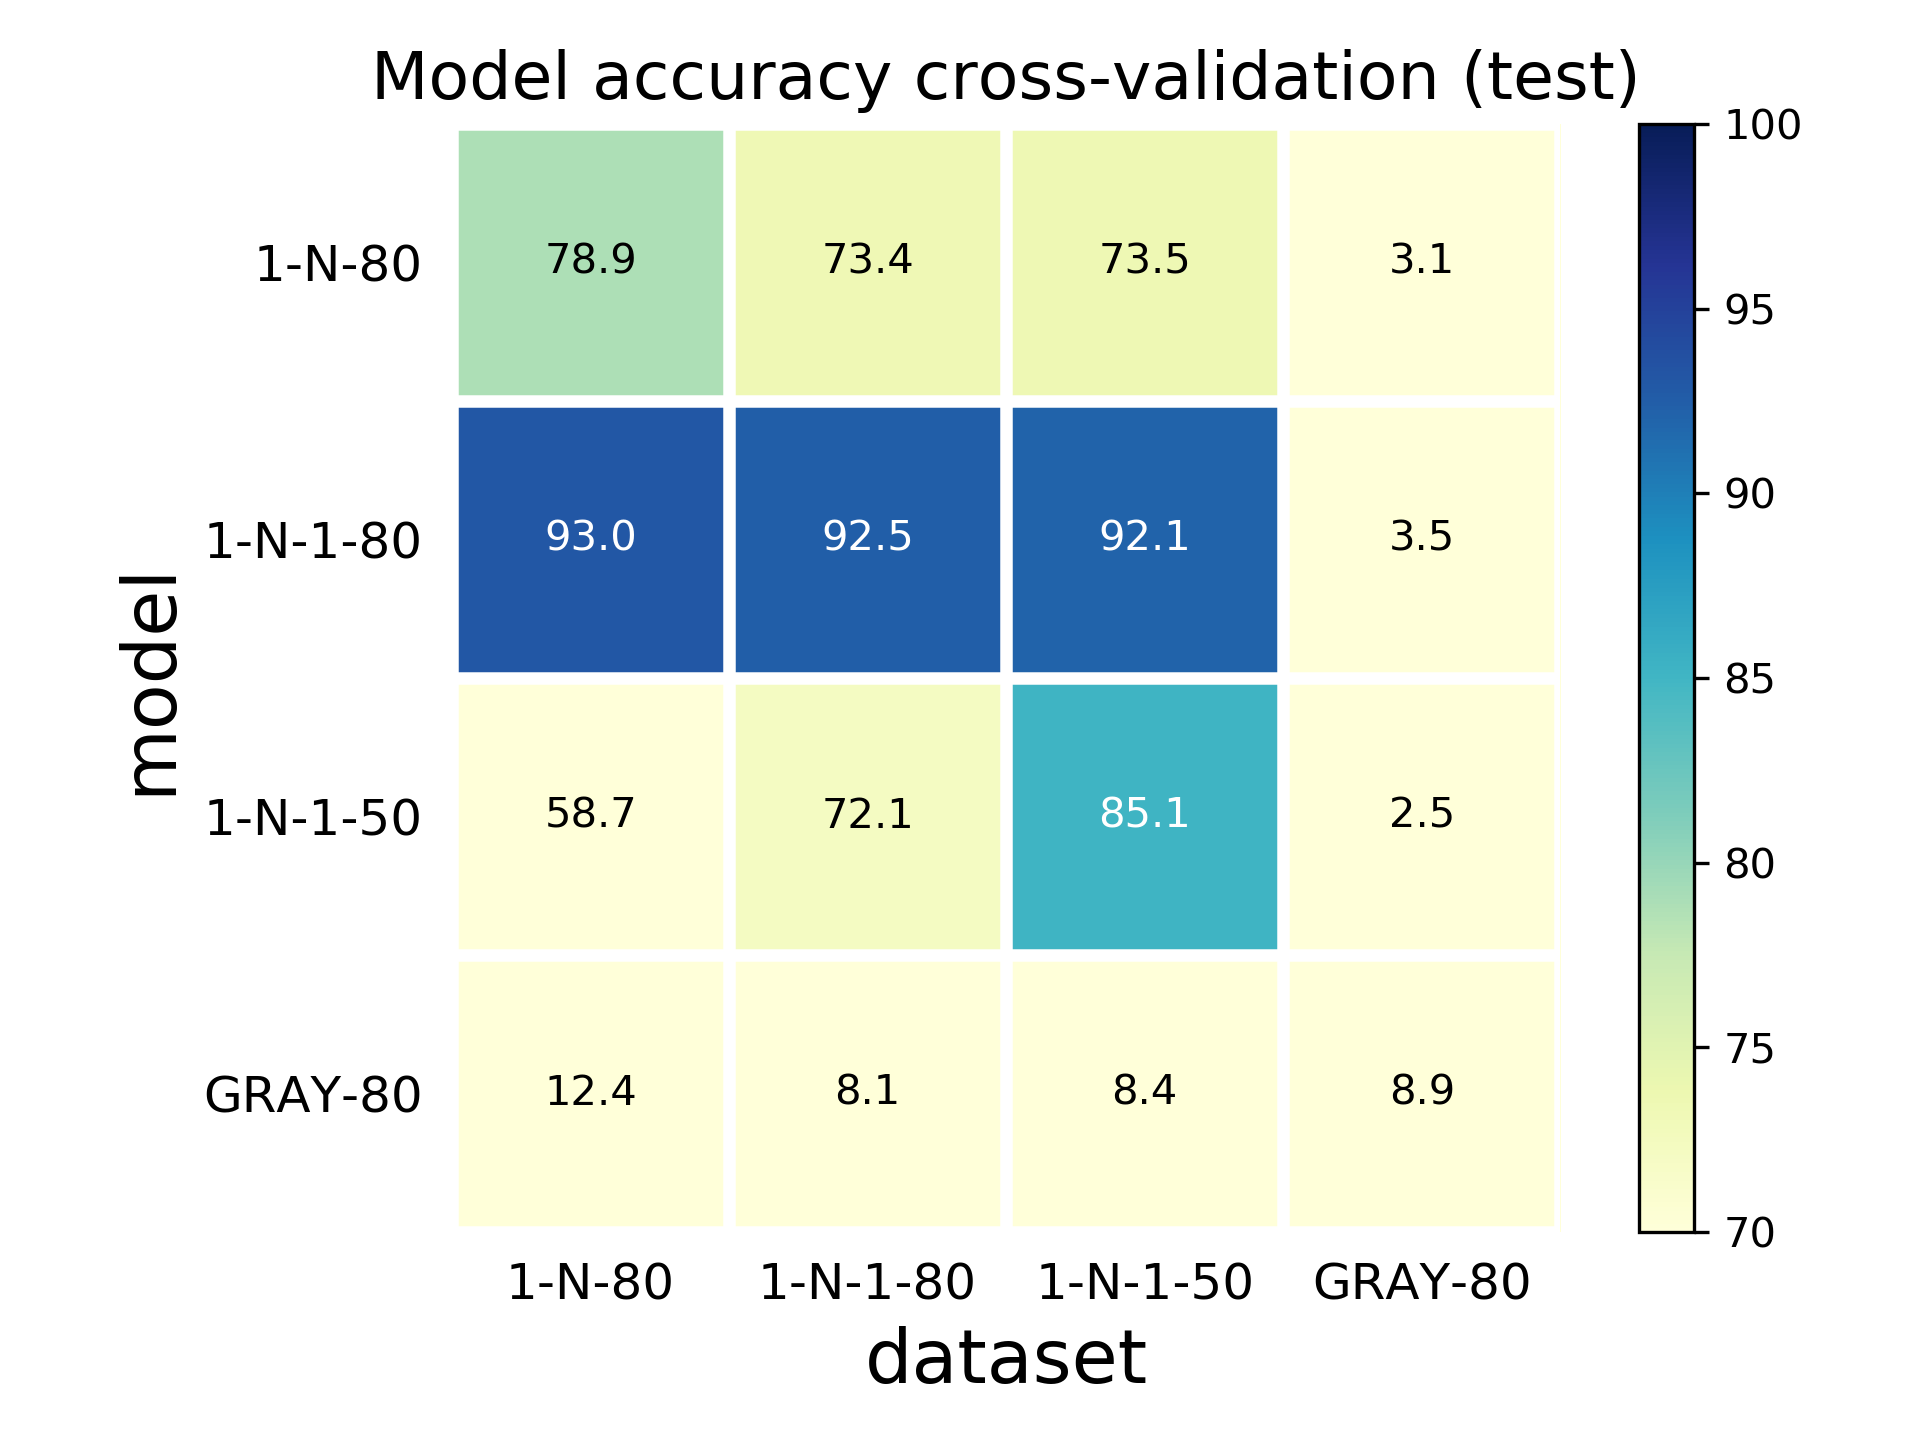 Model accuracy cross-validation (test)
100
95
90
85
80
75
70
model
1-N-80
78.9 73.4 73.5 3.1
1-N-1-80
93.0 92.5 92.1 3.5
1-N-1-50
58.7 72.1 85.1 2.5
GRAY-80
12.4 8.1 8.4 8.9
1-N-80 1-N-1-80 1-N-1-50 GRAY-80
dataset